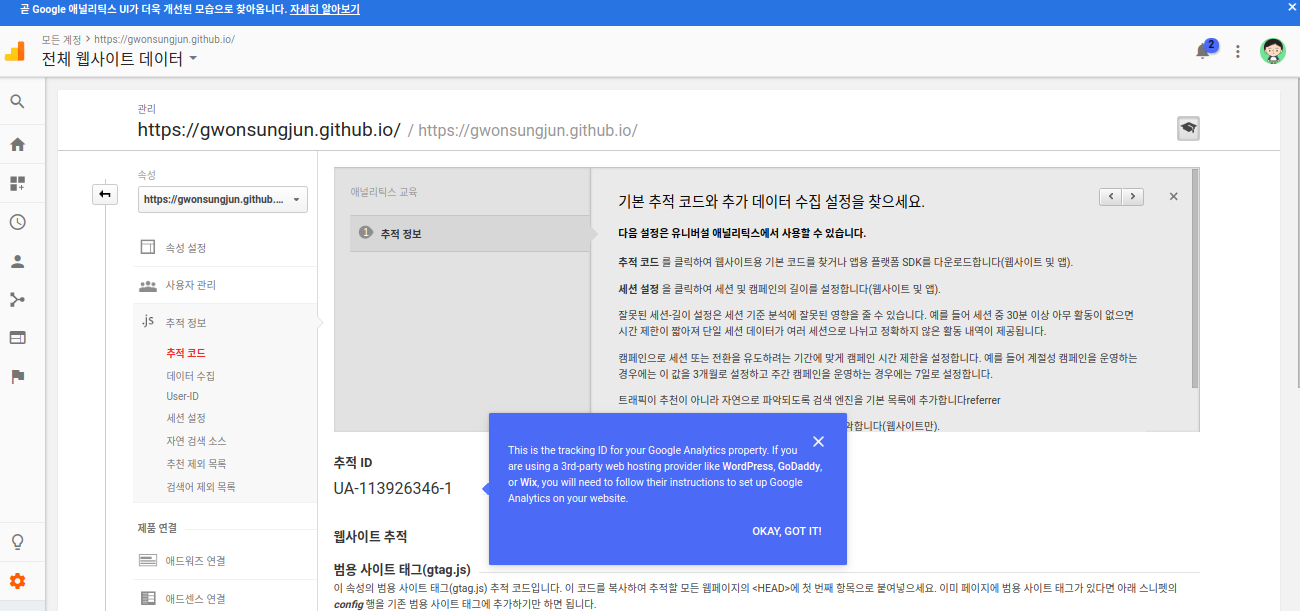 곧 Google 애널리틱스 UI가 더욱 개선된 모습으로 찾아옵니다. 자세히 알아보기
모든 계정 > https://gwonsungjun.github.io/
전체 웹사이트 데이터
2
관리
https://gwonsungjun.github.io/ / https://gwonsungjun.github.io/
속성
https://gwonsungjun.github....
속성 설정
사용자 관리
.js 추적 정보
추적 코드
데이터 수집
User-ID
세션 설정
자연 검색 소스
추천 제외 목록
검색어 제외 목록
제품 연결
애드워즈 연결
애드센스 연결
애널리틱스 교육
1 추적 정보
기본 추적 코드와 추가 데이터 수집 설정을 찾으세요.
다음 설정은 유니버설 애널리틱스에서 사용할 수 있습니다.
추적 코드 를 클릭하여 웹사이트용 기본 코드를 찾거나 앱용 플랫폼 SDK를 다운로드합니다(웹사이트 및 앱).
세션 설정 을 클릭하여 세션 및 캠페인의 길이를 설정합니다(웹사이트 및 앱).
잘못된 세션-길이 설정은 세션 기준 분석에 잘못된 영향을 줄 수 있습니다. 예를 들어 세션 중 30분 이상 아무 활동이 없으면
시간 제한이 짧아져 단일 세션 데이터가 여러 세션으로 나뉘고 정확하지 않은 활동 내역이 제공됩니다.
캠페인으로 세션 또는 전환을 유도하려는 기간에 맞게 캠페인 시간 제한을 설정합니다. 예를 들어 계절성 캠페인을 운영하는
경우에는 이 값을 3개월로 설정하고 주간 캠페인을 운영하는 경우에는 7일로 설정합니다.
트래픽이 추천이 아니라 자연으로 파악되도록 검색 엔진을 기본 목록에 추가합니다referrer
악합니다(웹사이트만).
This is the tracking ID for your Google Analytics property. If you
are using a 3rd-party web hosting provider like WordPress, GoDaddy,
or Wix, you will need to follow their instructions to set up Google
Analytics on your website.
OKAY, GOT IT!
추적 ID
UA-113926346-1
웹사이트 추적
범용 사이트 태그(gtag.js)
이 속성의 범용 사이트 태그(gtag.js) 추적 코드입니다. 이 코드를 복사하여 추적할 모든 웹페이지의 <HEAD>에 첫 번째 항목으로 붙여넣으세요. 이미 페이지에 범용 사이트 태그가 있다면 아래 스니펫의
config 행을 기존 범용 사이트 태그에 추가하기만 하면 됩니다.